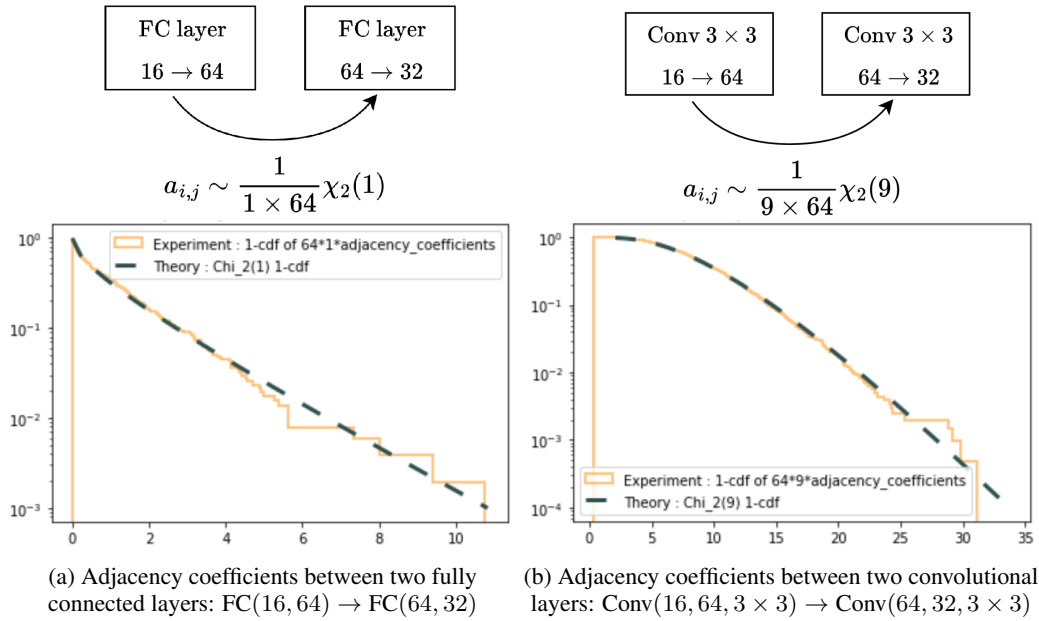 FC layer
16 → 64
FC layer
64 → 32
a_{i,j} ∼ \frac{1}{1 × 64} χ_2(1)
10^0
10^{-1}
10^{-2}
10^{-3}
Experiment : 1-cdf of 64*1*adjacency_coefficients
Theory : Chi_2(1) 1-cdf
0 2 4 6 8 10
(a) Adjacency coefficients between two fully
connected layers: FC(16, 64) → FC(64, 32)
Conv 3 × 3
16 → 64
Conv 3 × 3
64 → 32
a_{i,j} ∼ \frac{1}{9 × 64} χ_2(9)
10^0
10^{-1}
10^{-2}
10^{-3}
10^{-4}
Experiment : 1-cdf of 64*9*adjacency_coefficients
Theory : Chi_2(9) 1-cdf
0 5 10 15 20 25 30 35
(b) Adjacency coefficients between two convolutional
layers: Conv(16, 64, 3 × 3) → Conv(64, 32, 3 × 3)